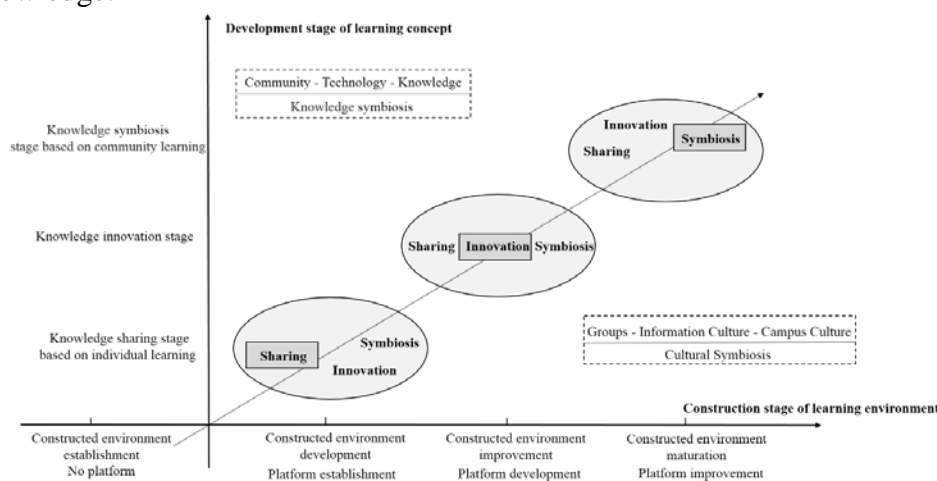 Development stage of learning concept
Community - Technology - Knowledge
Knowledge symbiosis
Knowledge symbiosis
stage based on community learning
Innovation
Sharing
Symbiosis
Knowledge innovation stage
Sharing
Innovation
Symbiosis
Knowledge sharing stage
based on individual learning
Sharing
Symbiosis
Innovation
Groups - Information Culture - Campus Culture
Cultural Symbiosis
Construction stage of learning environment
Constructed environment
establishment
No platform
Constructed environment
development
Platform establishment
Constructed environment
improvement
Platform development
Constructed environment
maturation
Platform improvement